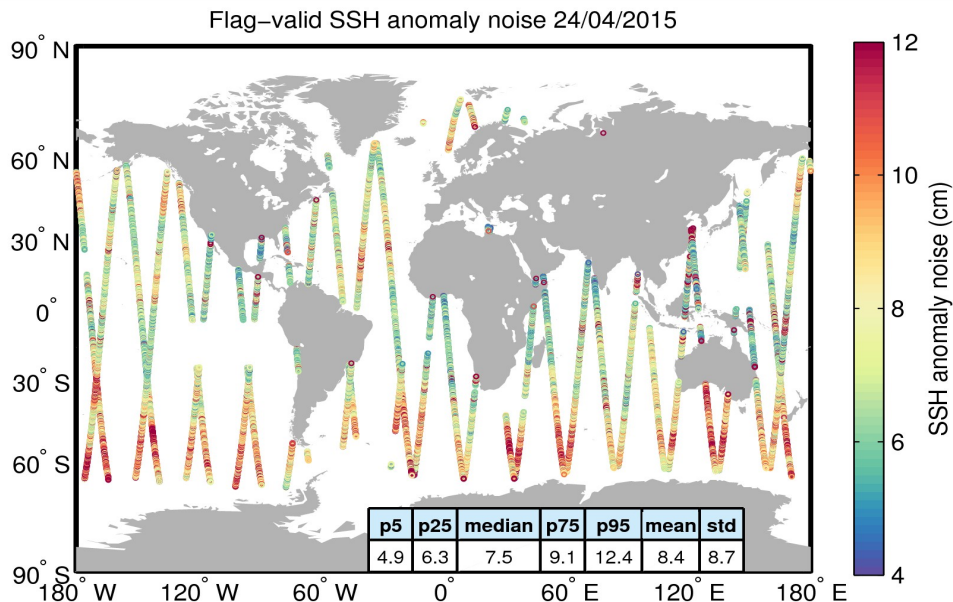 Flag−valid SSH anomaly noise 24/04/2015
90° N
60° N
30° N
0°
30° S
60° S
90° S
180° W
120° W
60° W
0°
60° E
120° E
180° E
p5 p25 median p75 p95 mean std
4.9 6.3 7.5 9.1 12.4 8.4 8.7
12
10
8
6
4
SSH anomaly noise (cm)